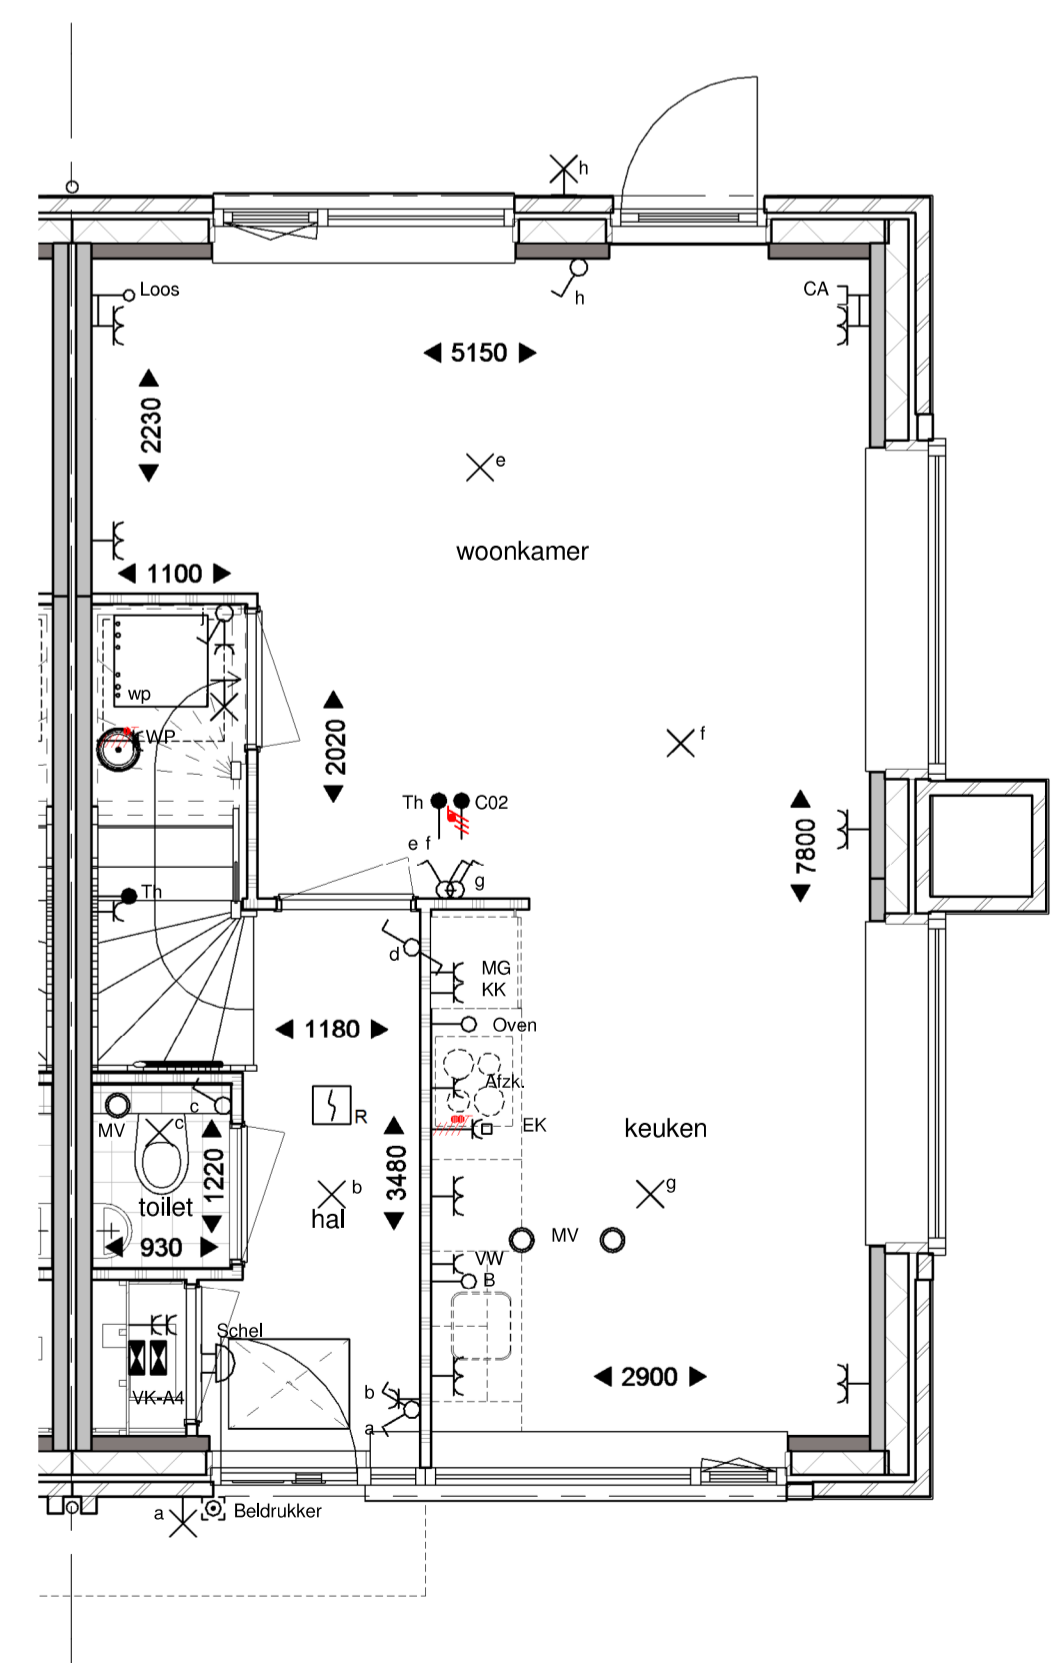 h
h
Loos
CA
5150
2230
e
woonkamer
1100
j
wp
WP
f
2020
Th
C02
7800
e f
g
Th
d
MG
KK
Oven
1180
Afzk.
R
EK
keuken
c
MV
c
1220
3480
toilet
b
g
hal
930
MV
VW
B
Schel
2900
VK-A4
b
a
a
Beldrukker